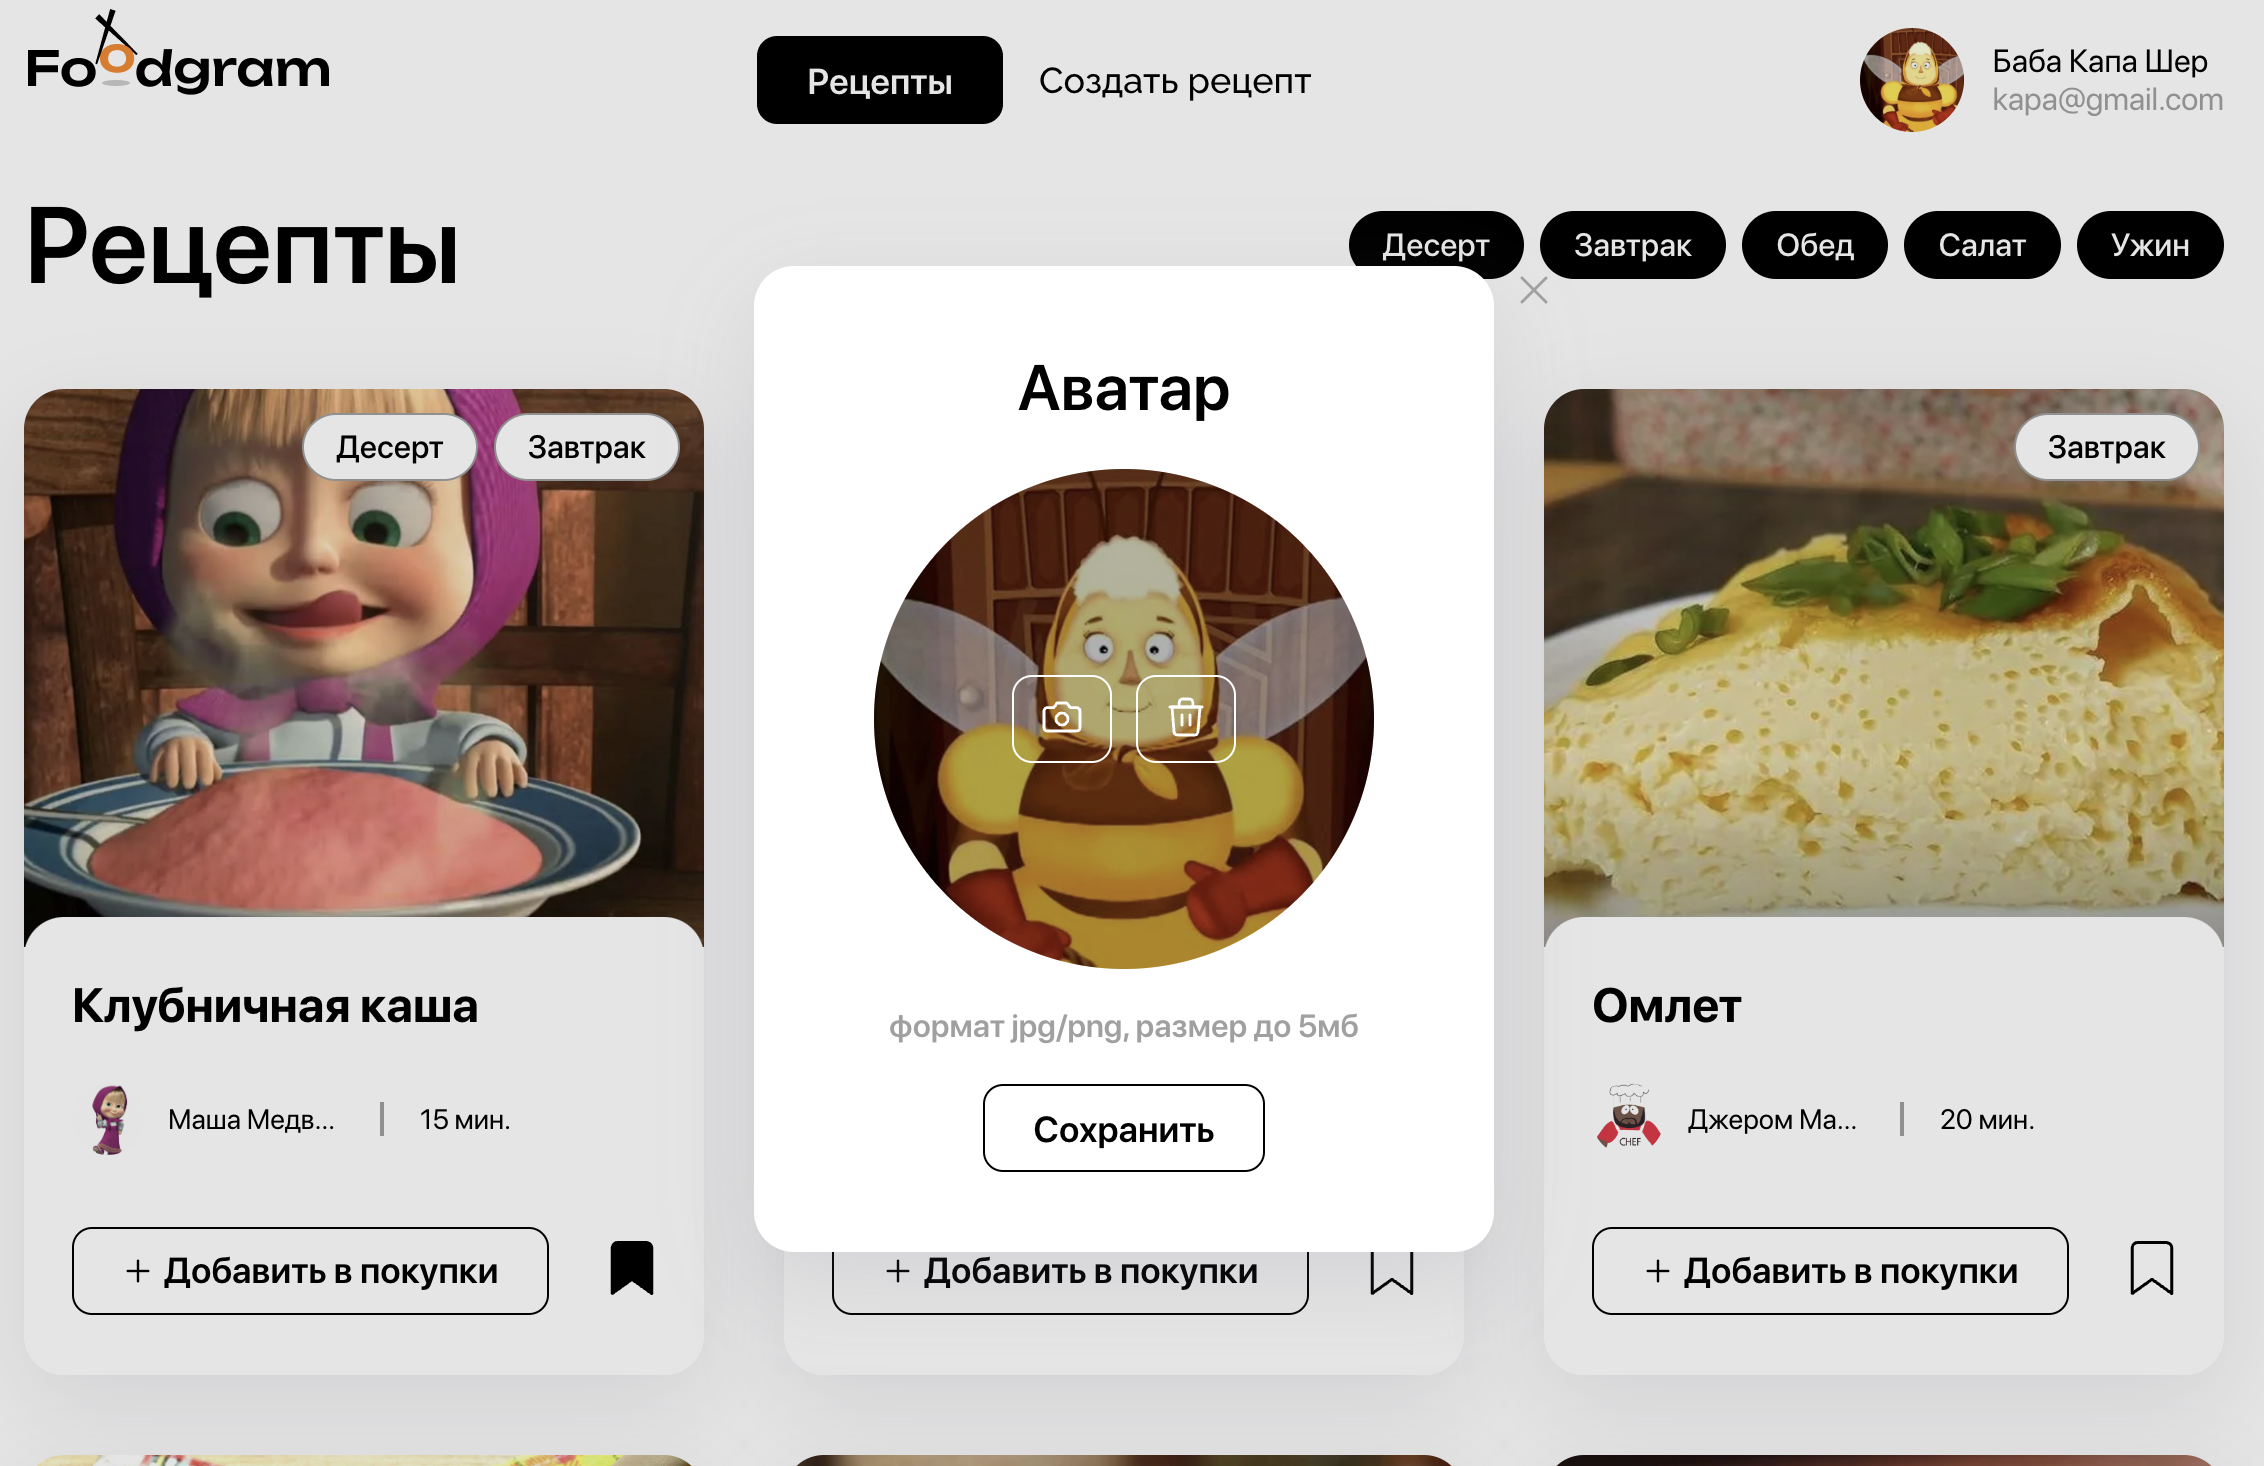 Foodgram
Рецепты
Создать рецепт
Баба Капа Шер
kapa@gmail.com
Рецепты
Десерт
Завтрак
Обед
Салат
Ужин
Аватар
формат jpg/png, размер до 5мб
Сохранить
Десерт
Завтрак
Клубничная каша
Маша Медв...
15 мин.
+ Добавить в покупки
+ Добавить в покупки
Завтрак
Омлет
CHEF
Джером Ма...
20 мин.
+ Добавить в покупки